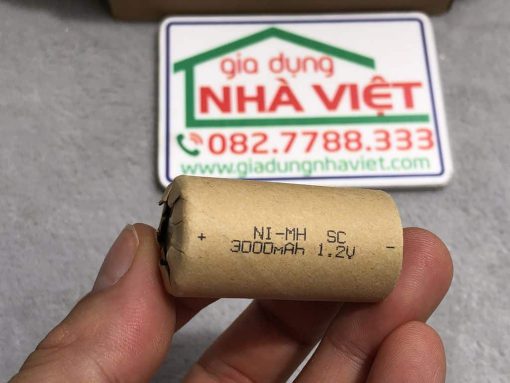 gia dụng
NHÀ VIỆT
082.7788.333
www.giadungnhaviet.com
+ NI-MH SC
3000mAh 1.2V -